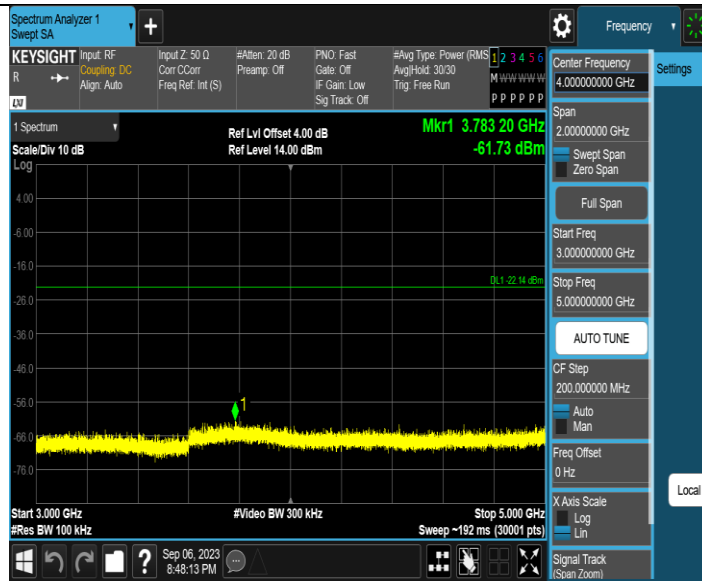 Spectrum Analyzer 1
Swept SA
+
Frequency
KEYSIGHT
R
LXI
Input: RF
Coupling: DC
Align: Auto
Input Z: 50 Ω
Corr CCorr
Freq Ref: Int (S)
#Atten: 20 dB
Preamp: Off
PNO: Fast
Gate: Off
IF Gain: Low
Sig Track: Off
#Avg Type: Power (RMS
Avg|Hold: 30/30
Trig: Free Run
1 2 3 4 5 6
M W W W W W
P P P P P P
Center Frequency
4.000000000 GHz
Settings
1 Spectrum
Scale/Div 10 dB
Log
Ref Lvl Offset 4.00 dB
Ref Level 14.00 dBm
Mkr1 3.783 20 GHz
-61.73 dBm
Span
2.00000000 GHz
Swept Span
Zero Span
Full Span
Start Freq
3.000000000 GHz
Stop Freq
5.000000000 GHz
AUTO TUNE
CF Step
200.000000 MHz
Auto
Man
Freq Offset
0 Hz
X Axis Scale
Log
Lin
Local
Signal Track
(Span Zoom)
4.00
-6.00
-16.0
DL1 -22.14 dBm
-26.0
-36.0
-46.0
-56.0
1
-66.0
-76.0
Start 3.000 GHz
#Res BW 100 kHz
#Video BW 300 kHz
Stop 5.000 GHz
Sweep ~192 ms (30001 pts)
?
Sep 06, 2023
8:48:13 PM